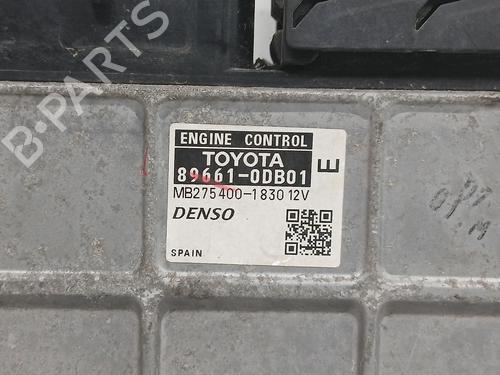 B-PARTS
ENGINE CONTROL
TOYOTA
89661-0DB01
E
MB275400-1830 12V
DENSO
SPAIN